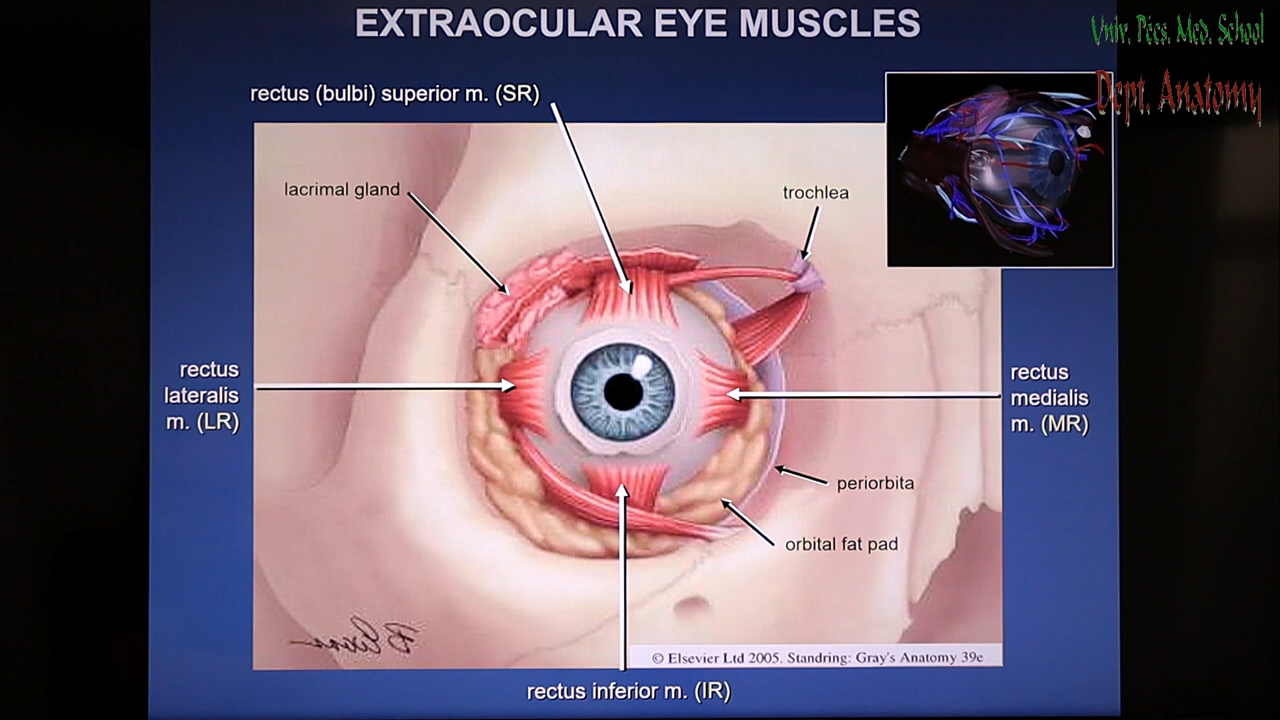 EXTRAOCULAR EYE MUSCLES
Univ. Pécs. Med. School
Dept. Anatomy
rectus (bulbi) superior m. (SR)
lacrimal gland
trochlea
rectus
lateralis
m. (LR)
rectus
medialis
m. (MR)
periorbita
orbital fat pad
© Elsevier Ltd 2005. Standring: Gray's Anatomy 39e
rectus inferior m. (IR)